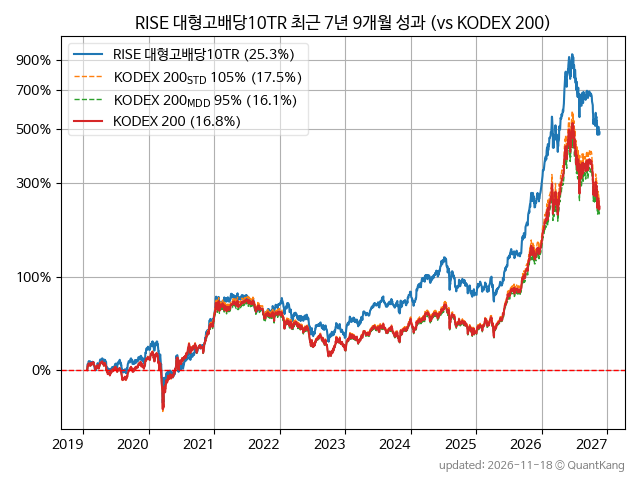 RISE 대형고배당10TR 최근 7년 9개월 성과 (vs KODEX 200)
RISE 대형고배당10TR (25.3%)
KODEX 200STD 105% (17.5%)
KODEX 200MDD 95% (16.1%)
KODEX 200 (16.8%)
900%
700%
500%
300%
100%
0%
2019 2020 2021 2022 2023 2024 2025 2026 2027
updated: 2026-11-18 © QuantKang